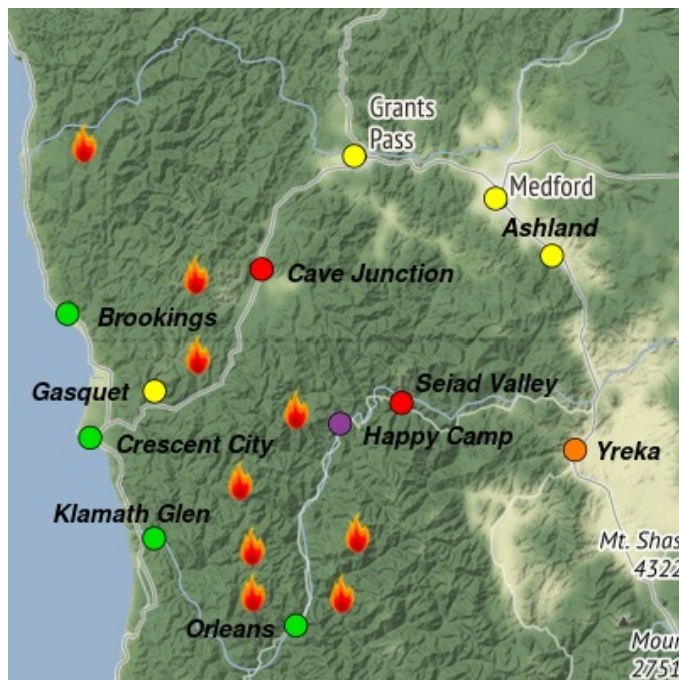 Grants
Pass
Medford
Ashland
Cave Junction
Brookings
Seiad Valley
Gasquet
Happy Camp
Crescent City
Yreka
Klamath Glen
Mt. Shas
4322
Orleans
Moun
2751